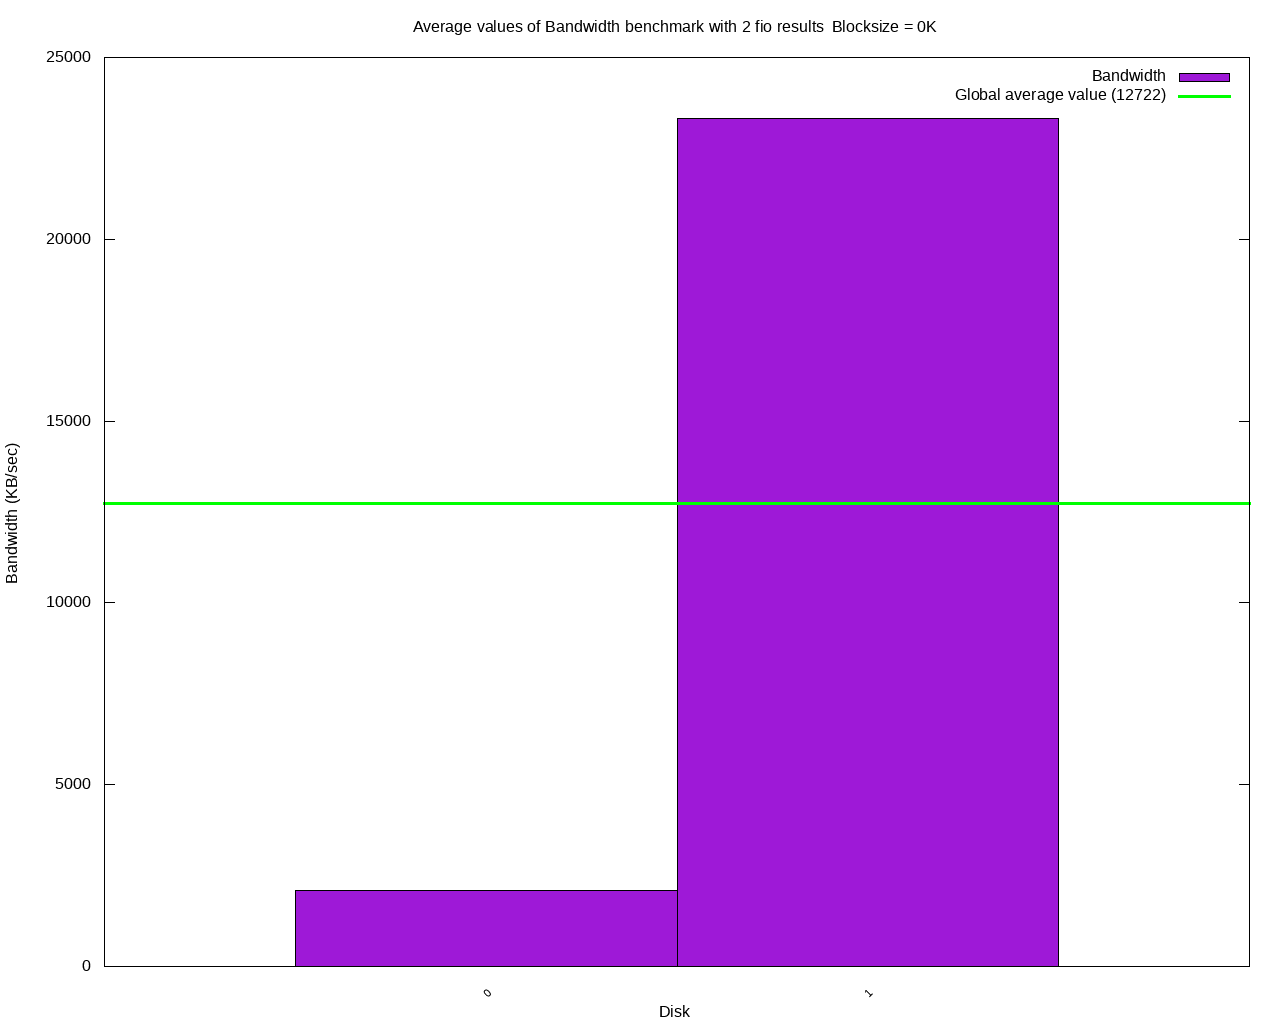 Average values of Bandwidth benchmark with 2 fio results  Blocksize = 0K
25000
20000
15000
10000
5000
0
Bandwidth (KB/sec)
Bandwidth
Global average value (12722)
0
1
Disk